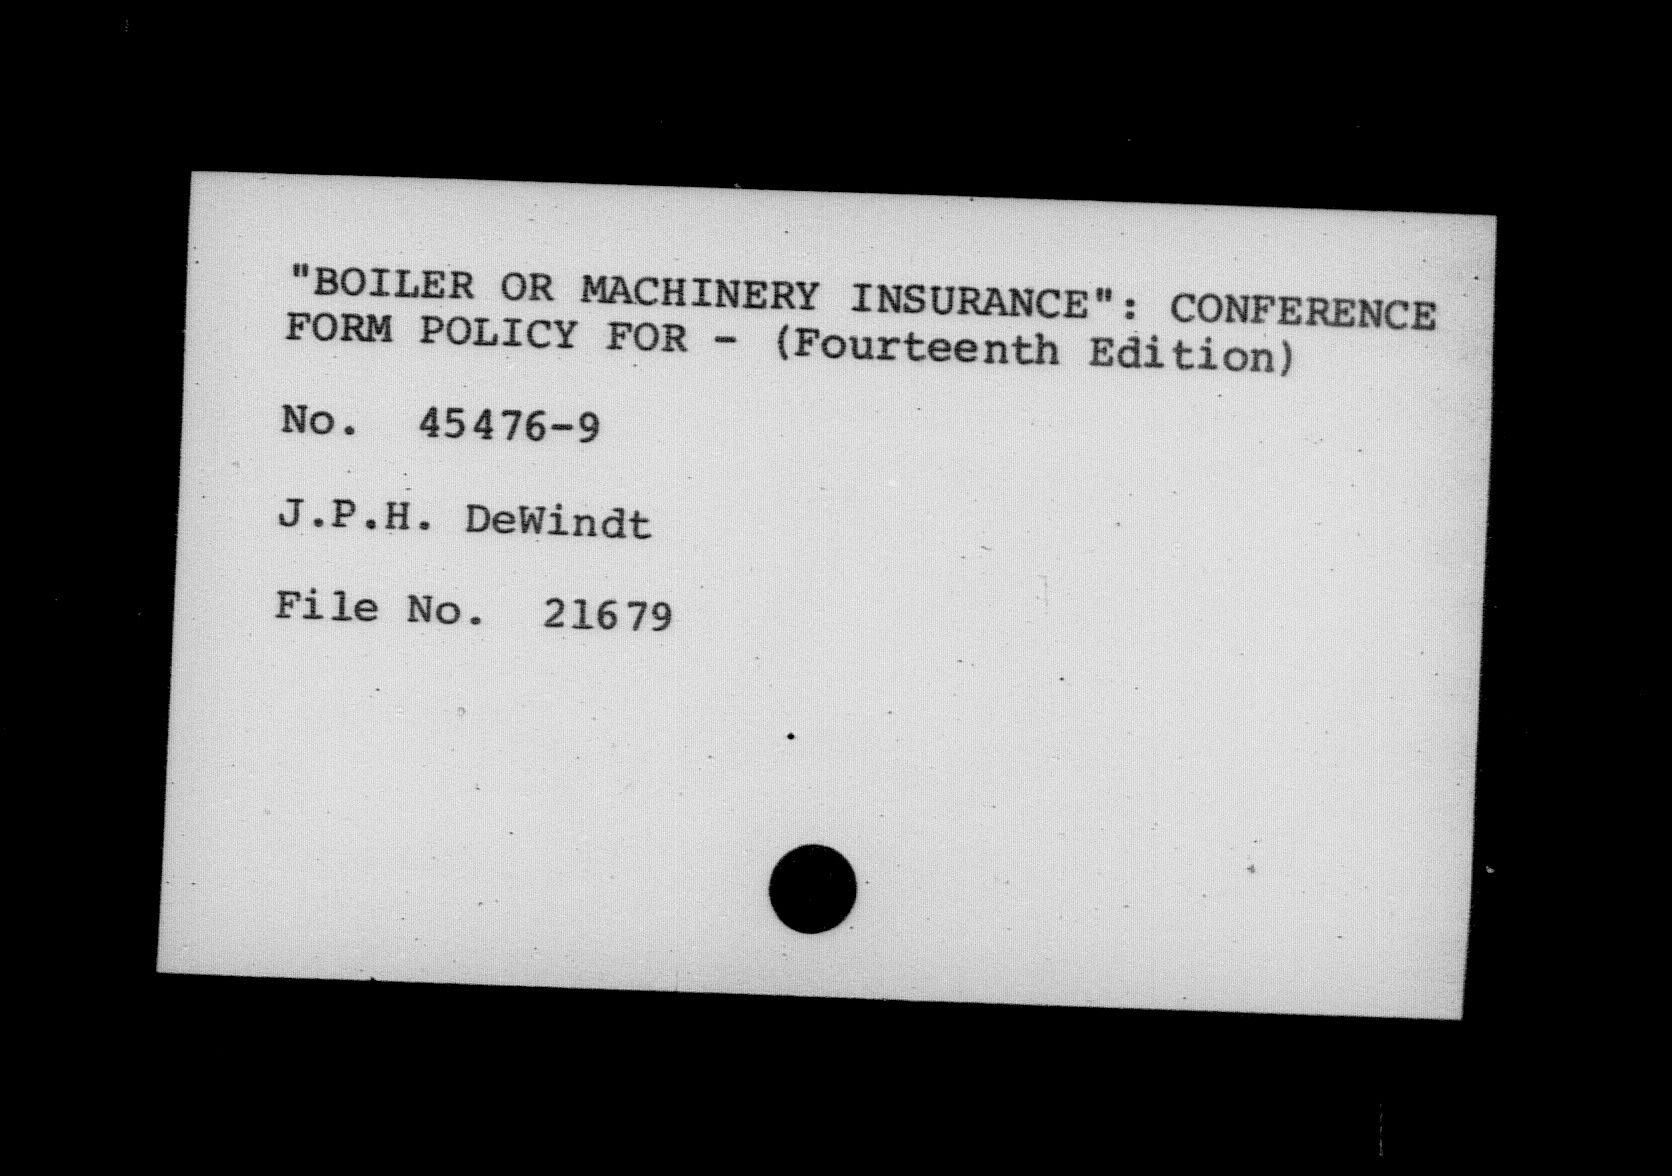 "BOILER OR MACHINERY INSURANCE": CONFERENCE
FORM POLICY FOR - (Fourteenth Edition)
No. 45476-9
J.P.H. DeWindt
File No. 21679